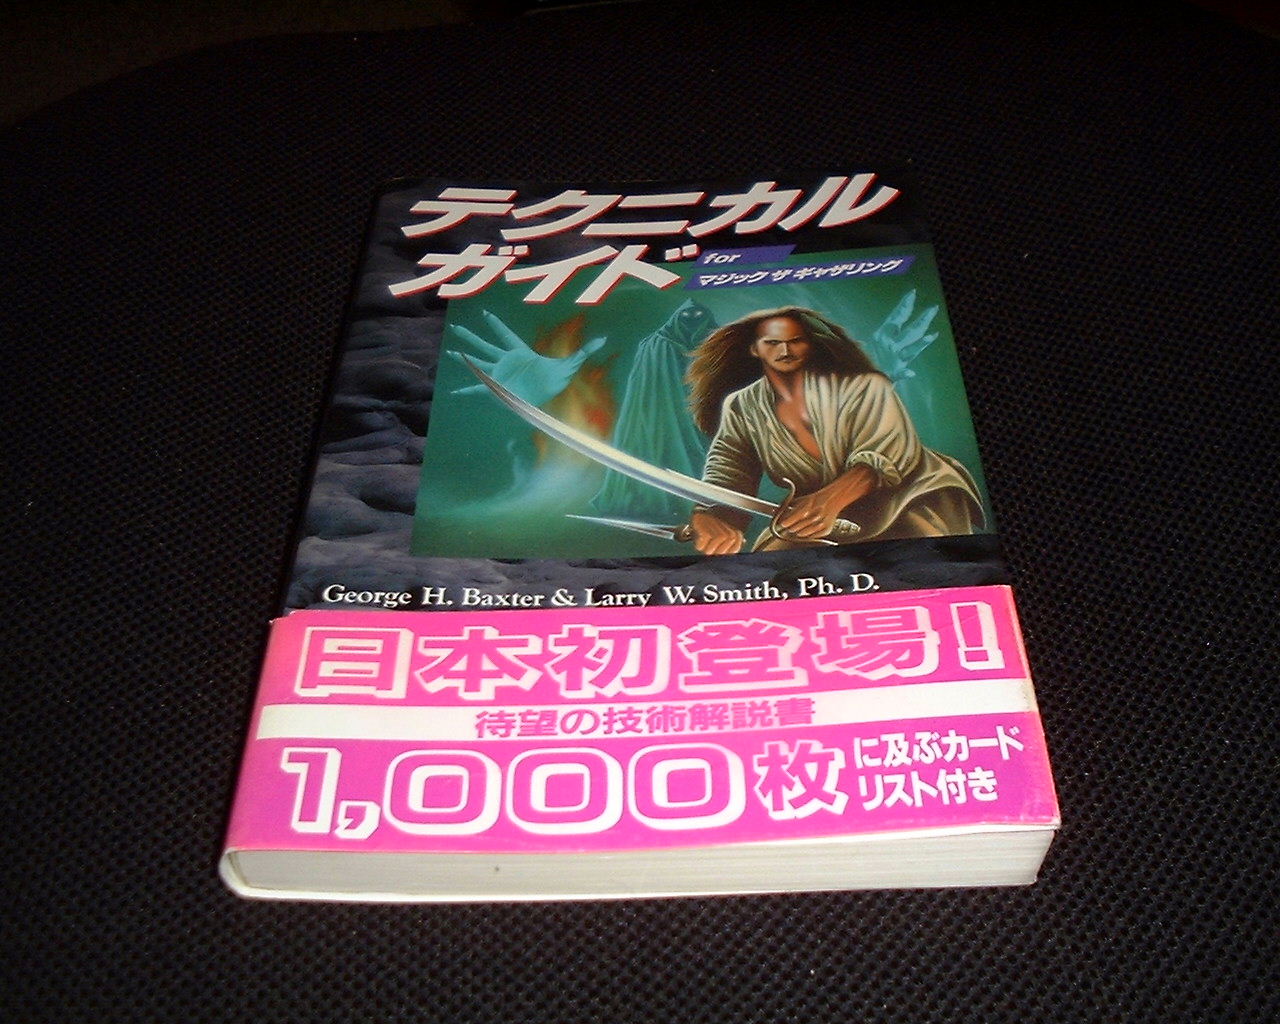 テクニカル
ガイド
for
マジック ザ ギャザリング
George H. Baxter & Larry W. Smith, Ph. D.
日本初登場!
待望の技術解説書
1,000枚に及ぶカード
リスト付き